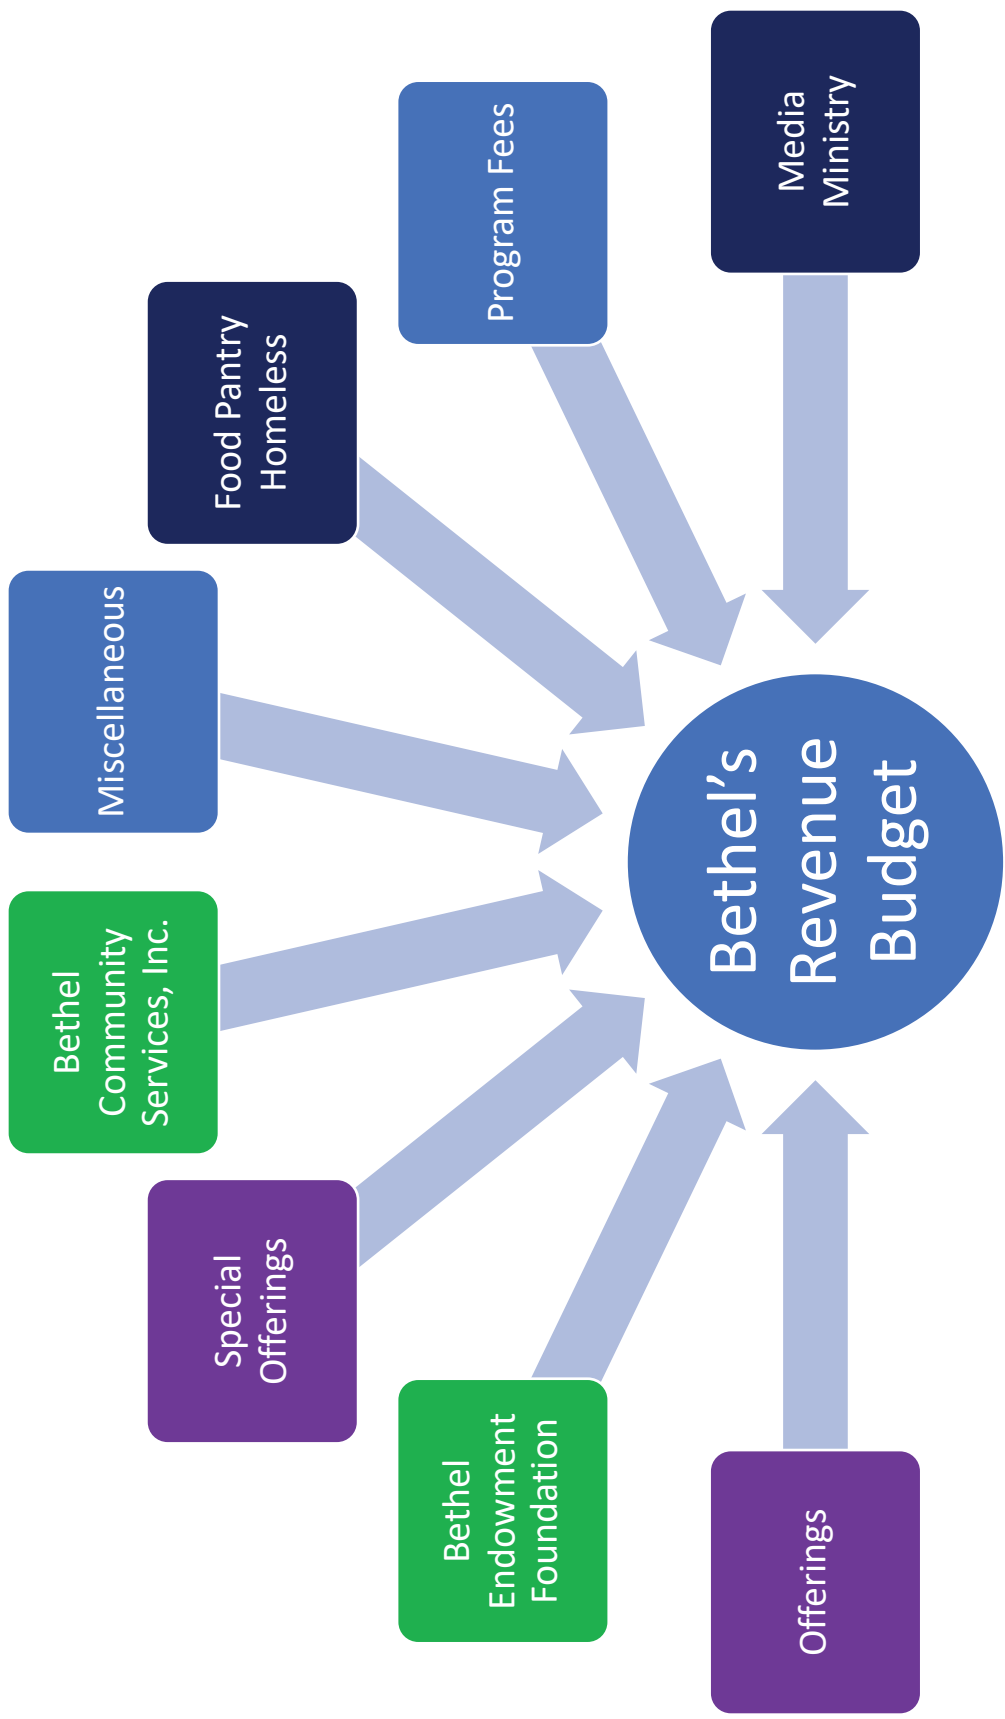 Offerings
Bethel
Endowment
Foundation
Special
Offerings
Bethel
Community
Services, Inc.
Miscellaneous
Food Pantry
Homeless
Program Fees
Media
Ministry
Bethel's
Revenue
Budget